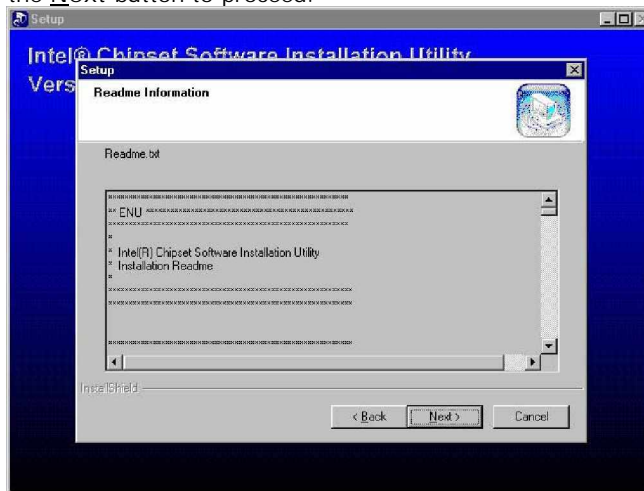 the Next button to proceed.
Setup
Intel® Chipset Software Installation Utility
Vers
Setup
Readme Information
Readme.txt
** ENU **************************************************
* Intel(R) Chipset Software Installation Utility
* Installation Readme
InstallShield
< Back
Next >
Cancel